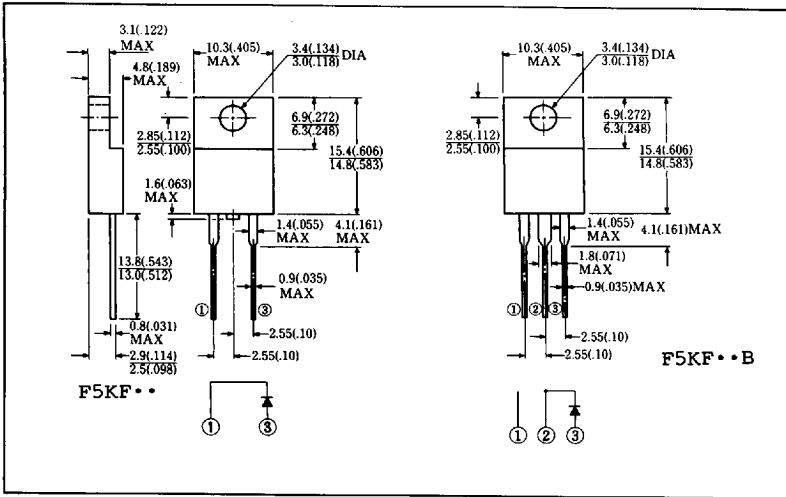 3.1(.122)
MAX
4.8(.189)
MAX
10.3(.405)
MAX
3.4(.134)
3.0(.118)
DIA
6.9(.272)
6.3(.248)
2.85(.112)
2.55(.100)
15.4(.606)
14.8(.583)
1.6(.063)
MAX
1.4(.055)
MAX
4.1(.161)
MAX
13.8(.543)
13.0(.512)
0.9(.035)
MAX
① ③
0.8(.031)
MAX
2.55(.10)
2.9(.114)
2.5(.098)
2.55(.10)
F5KF··
① ③
10.3(.405)
MAX
3.4(.134)
3.0(.118)
DIA
6.9(.272)
6.3(.248)
2.85(.112)
2.55(.100)
15.4(.606)
14.8(.583)
1.4(.055)
MAX
4.1(.161)MAX
1.8(.071)
MAX
0.9(.035)MAX
① ② ③
2.55(.10)
2.55(.10)
F5KF··B
① ② ③